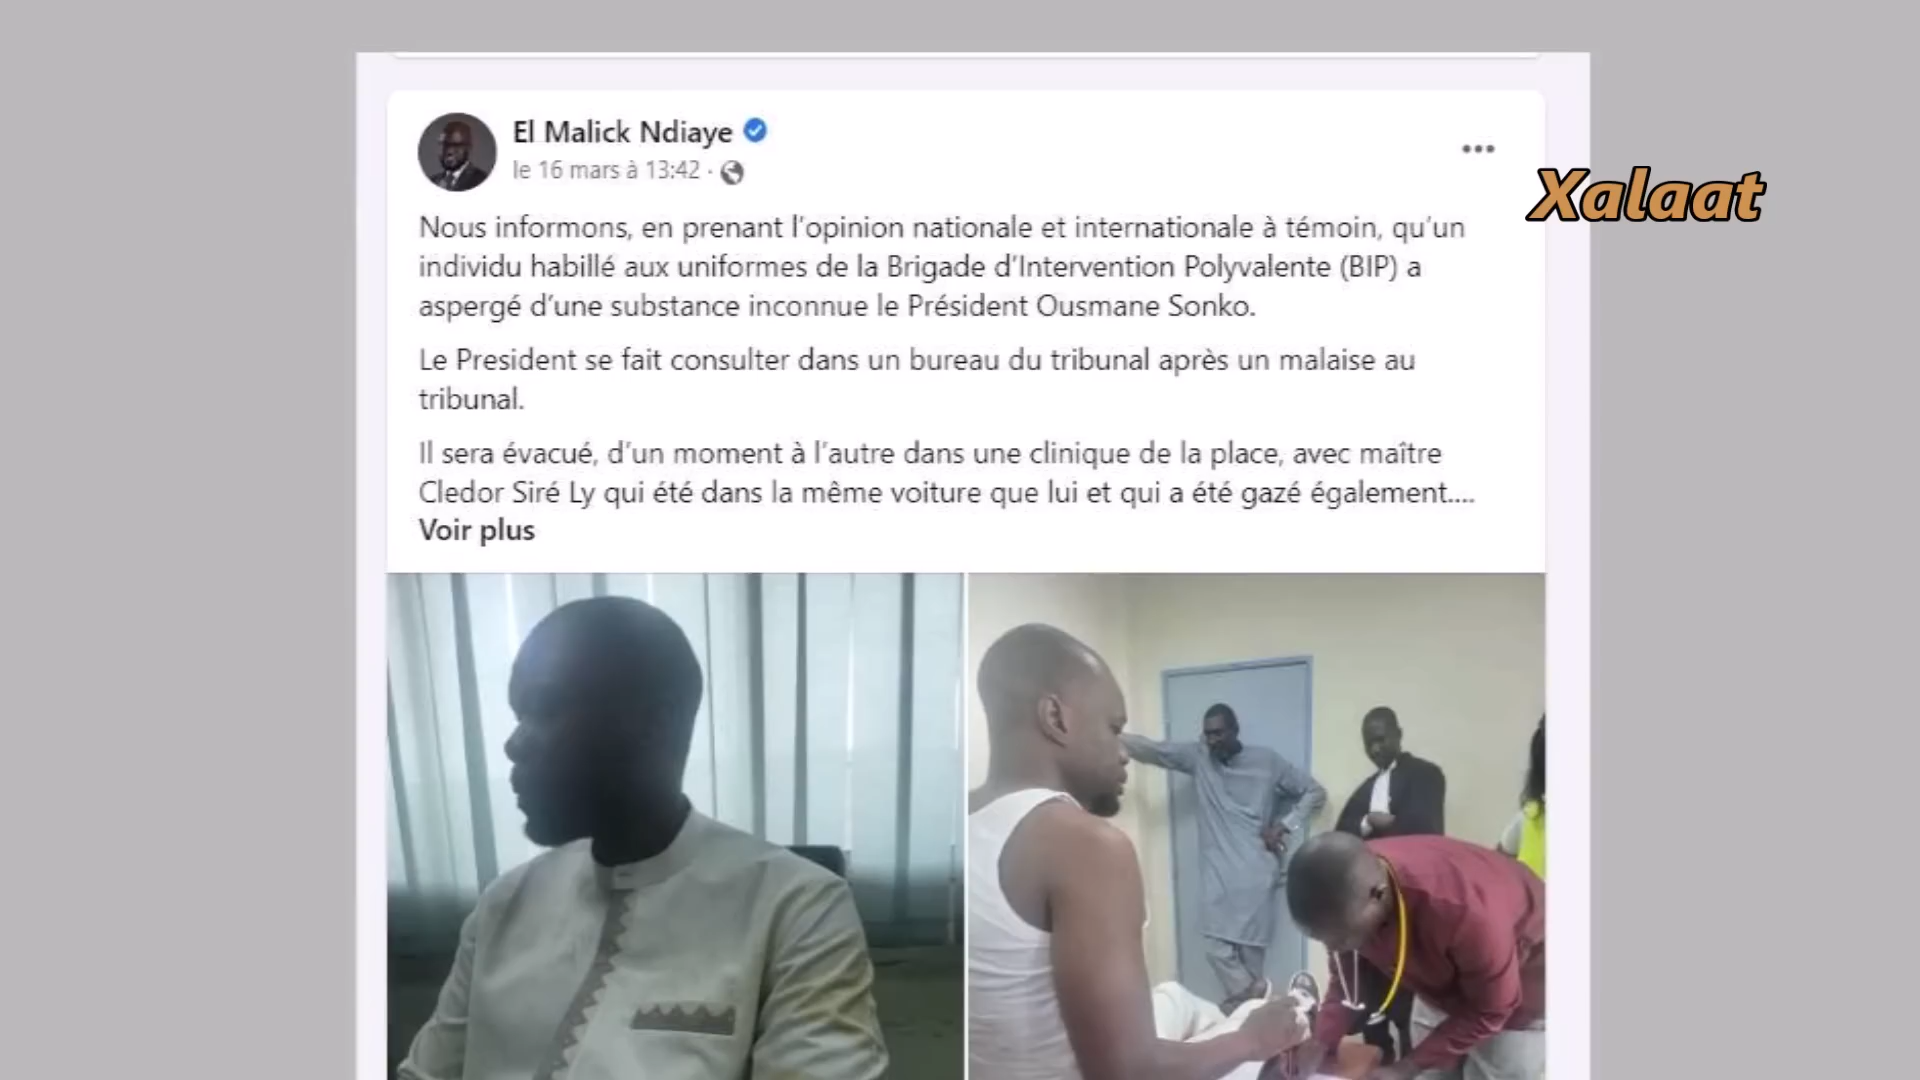 El Malick Ndiaye
le 16 mars à 13:42 ·
Xalaat
Nous informons, en prenant l'opinion nationale et internationale à témoin, qu'un
individu habillé aux uniformes de la Brigade d'Intervention Polyvalente (BIP) a
aspergé d'une substance inconnue le Président Ousmane Sonko.
Le President se fait consulter dans un bureau du tribunal après un malaise au
tribunal.
Il sera évacué, d'un moment à l'autre dans une clinique de la place, avec maître
Cledor Siré Ly qui été dans la même voiture que lui et qui a été gazé également....
Voir plus